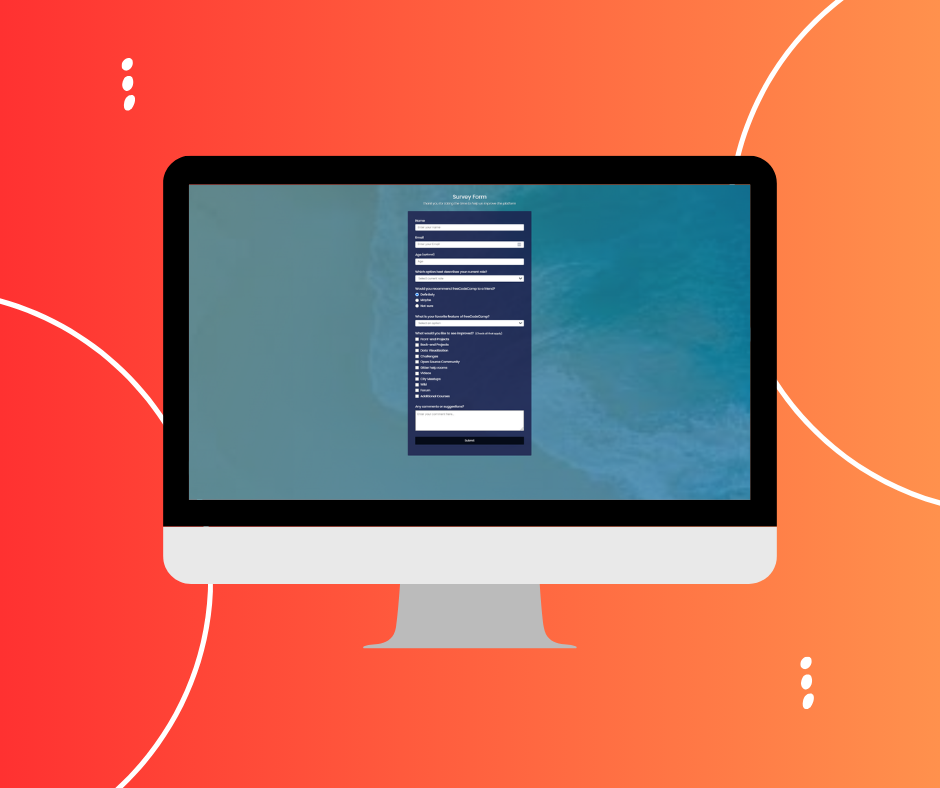 Survey Form
Thank you for taking the time to help us improve the platform
Name
Enter your name
Email
Enter your Email
Age (optional)
Age
Which option best describes your current role?
Select current role
Would you recommend freeCodeCamp to a friend?
Definitely
Maybe
Not sure
What is your favorite feature of freeCodeCamp?
Select an option
What would you like to see improved? (Check all that apply)
Front-end Projects
Back-end Projects
Data Visualization
Challenges
Open Source Community
Gitter help rooms
Videos
City Meetups
Wiki
Forum
Additional Courses
Any comments or suggestions?
Enter your comment here
Submit